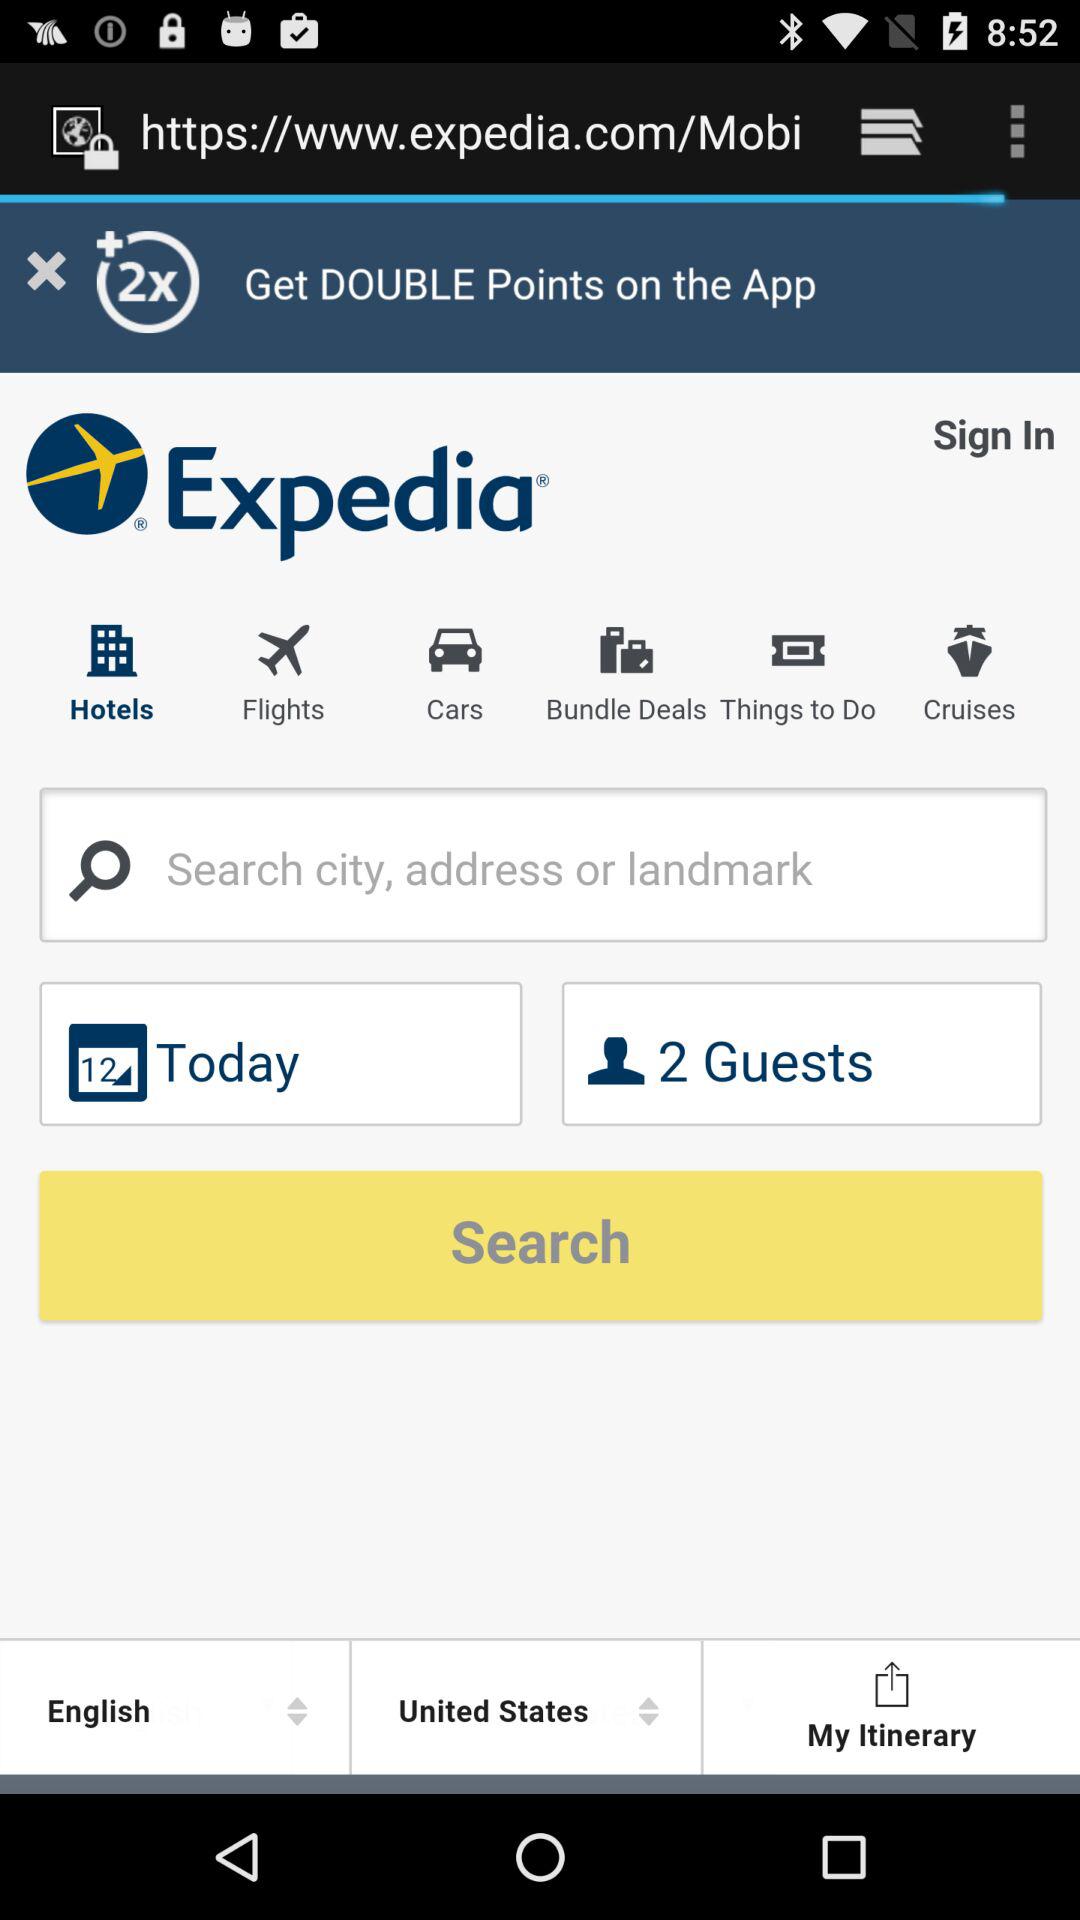 8:52
https://www.expedia.com/Mobi
+2x Get DOUBLE Points on the App
Expedia®
Sign In
Hotels Flights Cars Bundle Deals Things to Do Cruises
Search city, address or landmark
12 Today 2 Guests
Search
English United States My Itinerary